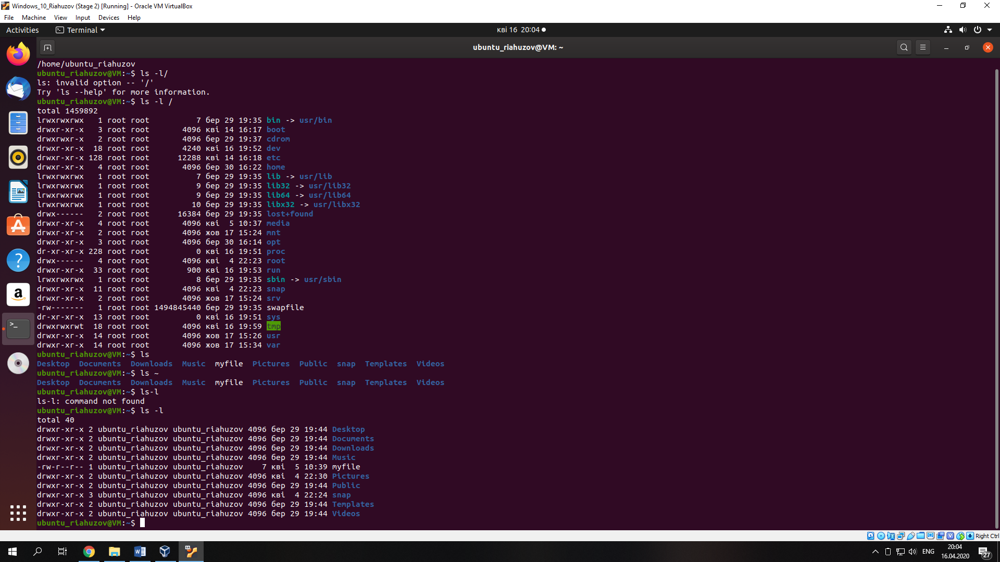 Windows_10_Riahuzov (Stage 2) [Running] - Oracle VM VirtualBox
File Machine View Input Devices Help
Activities Terminal кві 16 20:04
ubuntu_riahuzov@VM: ~
/home/ubuntu_riahuzov
ubuntu_riahuzov@VM:~$ ls -l/
ls: invalid option -- '/'
Try 'ls --help' for more information.
ubuntu_riahuzov@VM:~$ ls -l /
total 1459892
lrwxrwxrwx   1 root root          7 бер 29 19:35 bin -> usr/bin
drwxr-xr-x   3 root root       4096 кві 14 16:17 boot
drwxrwxr-x   2 root root       4096 бер 29 19:37 cdrom
drwxr-xr-x  18 root root       4240 кві 16 19:52 dev
drwxr-xr-x 128 root root      12288 кві 14 16:18 etc
drwxr-xr-x   4 root root       4096 бер 30 16:22 home
lrwxrwxrwx   1 root root          7 бер 29 19:35 lib -> usr/lib
lrwxrwxrwx   1 root root          9 бер 29 19:35 lib32 -> usr/lib32
lrwxrwxrwx   1 root root          9 бер 29 19:35 lib64 -> usr/lib64
lrwxrwxrwx   1 root root         10 бер 29 19:35 libx32 -> usr/libx32
drwx------   2 root root      16384 бер 29 19:35 lost+found
drwxr-xr-x   4 root root       4096 кві  5 10:37 media
drwxr-xr-x   2 root root       4096 жов 17 15:24 mnt
drwxr-xr-x   3 root root       4096 бер 30 16:14 opt
dr-xr-xr-x 228 root root          0 кві 16 19:51 proc
drwx------   4 root root       4096 кві  4 22:23 root
drwxr-xr-x  33 root root        900 кві 16 19:53 run
lrwxrwxrwx   1 root root          8 бер 29 19:35 sbin -> usr/sbin
drwxr-xr-x  11 root root       4096 кві  4 22:23 snap
drwxr-xr-x   2 root root       4096 жов 17 15:24 srv
-rw-------   1 root root 1494845440 бер 29 19:35 swapfile
dr-xr-xr-x  13 root root          0 кві 16 19:51 sys
drwxrwxrwt  18 root root       4096 кві 16 19:59 tmp
drwxr-xr-x  14 root root       4096 жов 17 15:26 usr
drwxr-xr-x  14 root root       4096 жов 17 15:34 var
ubuntu_riahuzov@VM:~$ ls
Desktop  Documents  Downloads  Music  myfile  Pictures  Public  snap  Templates  Videos
ubuntu_riahuzov@VM:~$ ls ~
Desktop  Documents  Downloads  Music  myfile  Pictures  Public  snap  Templates  Videos
ubuntu_riahuzov@VM:~$ ls-l
ls-l: command not found
ubuntu_riahuzov@VM:~$ ls -l
total 40
drwxr-xr-x 2 ubuntu_riahuzov ubuntu_riahuzov 4096 бер 29 19:44 Desktop
drwxr-xr-x 2 ubuntu_riahuzov ubuntu_riahuzov 4096 бер 29 19:44 Documents
drwxr-xr-x 2 ubuntu_riahuzov ubuntu_riahuzov 4096 бер 29 19:44 Downloads
drwxr-xr-x 2 ubuntu_riahuzov ubuntu_riahuzov 4096 бер 29 19:44 Music
-rw-r--r-- 1 ubuntu_riahuzov ubuntu_riahuzov    7 кві  5 10:39 myfile
drwxr-xr-x 2 ubuntu_riahuzov ubuntu_riahuzov 4096 кві  4 22:30 Pictures
drwxr-xr-x 2 ubuntu_riahuzov ubuntu_riahuzov 4096 бер 29 19:44 Public
drwxr-xr-x 3 ubuntu_riahuzov ubuntu_riahuzov 4096 кві  4 22:24 snap
drwxr-xr-x 2 ubuntu_riahuzov ubuntu_riahuzov 4096 бер 29 19:44 Templates
drwxr-xr-x 2 ubuntu_riahuzov ubuntu_riahuzov 4096 бер 29 19:44 Videos
ubuntu_riahuzov@VM:~$
Right Ctrl
ENG
20:04
16.04.2020
27